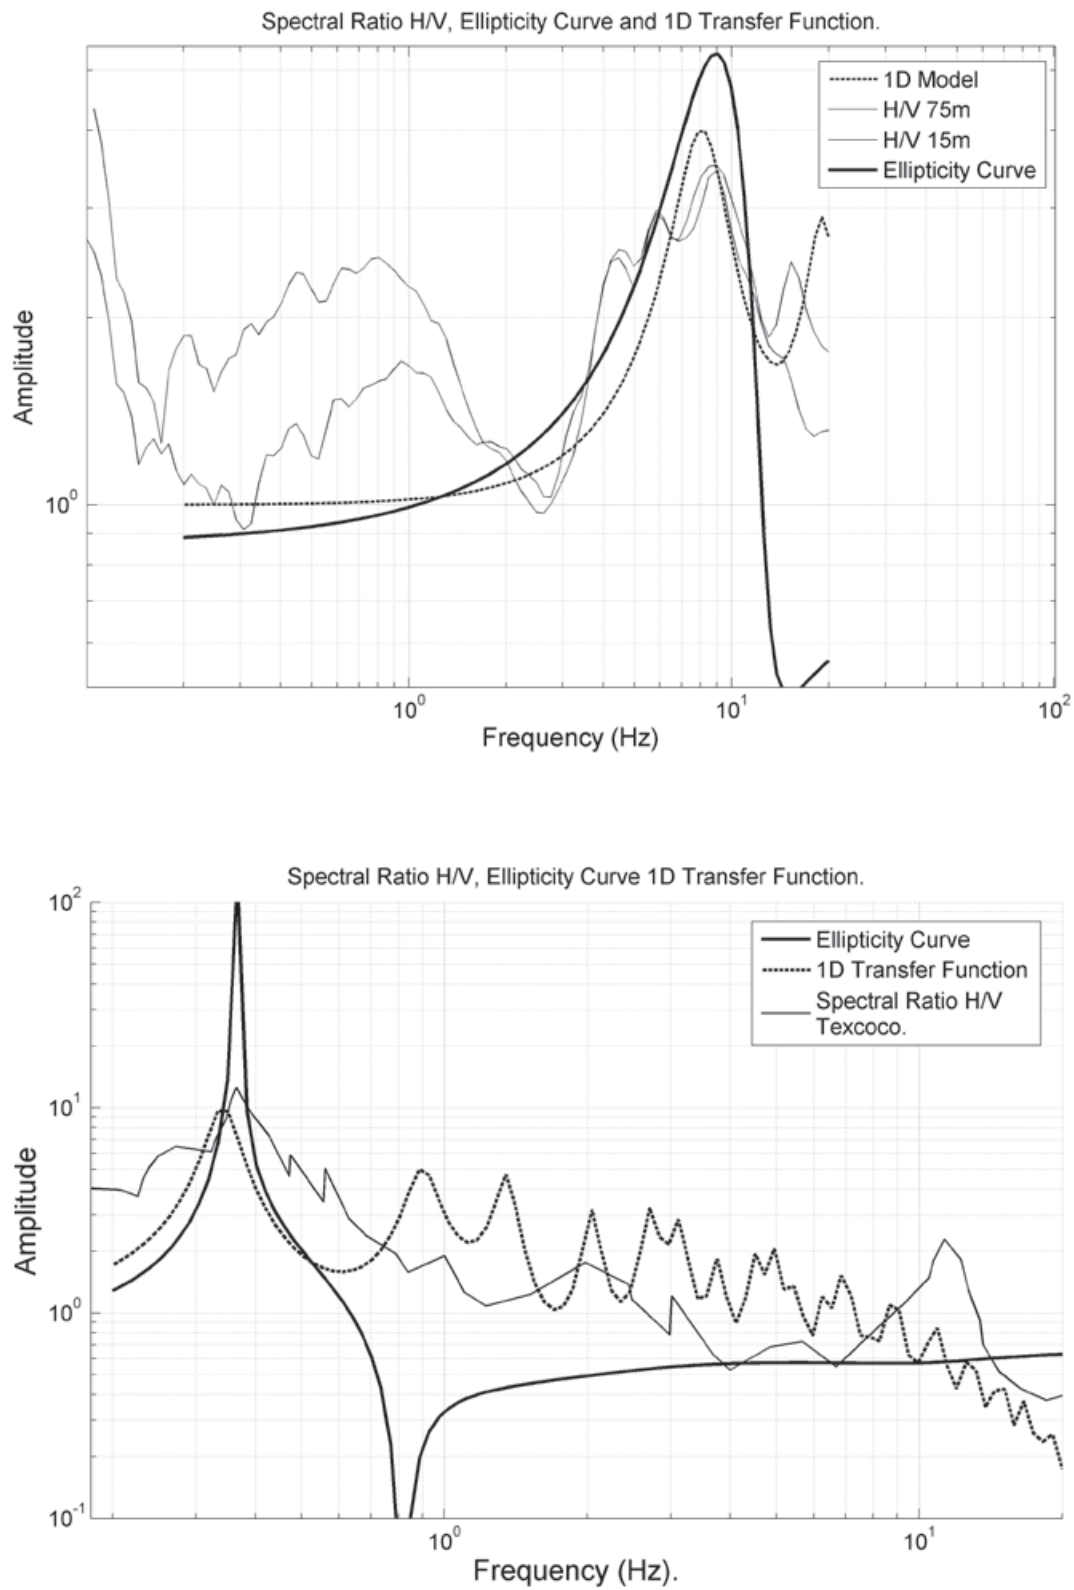 Spectral Ratio H/V, Ellipticity Curve and 1D Transfer Function.
1D Model
H/V 75m
H/V 15m
Ellipticity Curve
Amplitude
10^0
10^0
10^1
10^2
Frequency (Hz)
Spectral Ratio H/V, Ellipticity Curve 1D Transfer Function.
10^2
Ellipticity Curve
1D Transfer Function
Spectral Ratio H/V
Texcoco.
10^1
Amplitude
10^0
10^-1
10^0
10^1
Frequency (Hz).